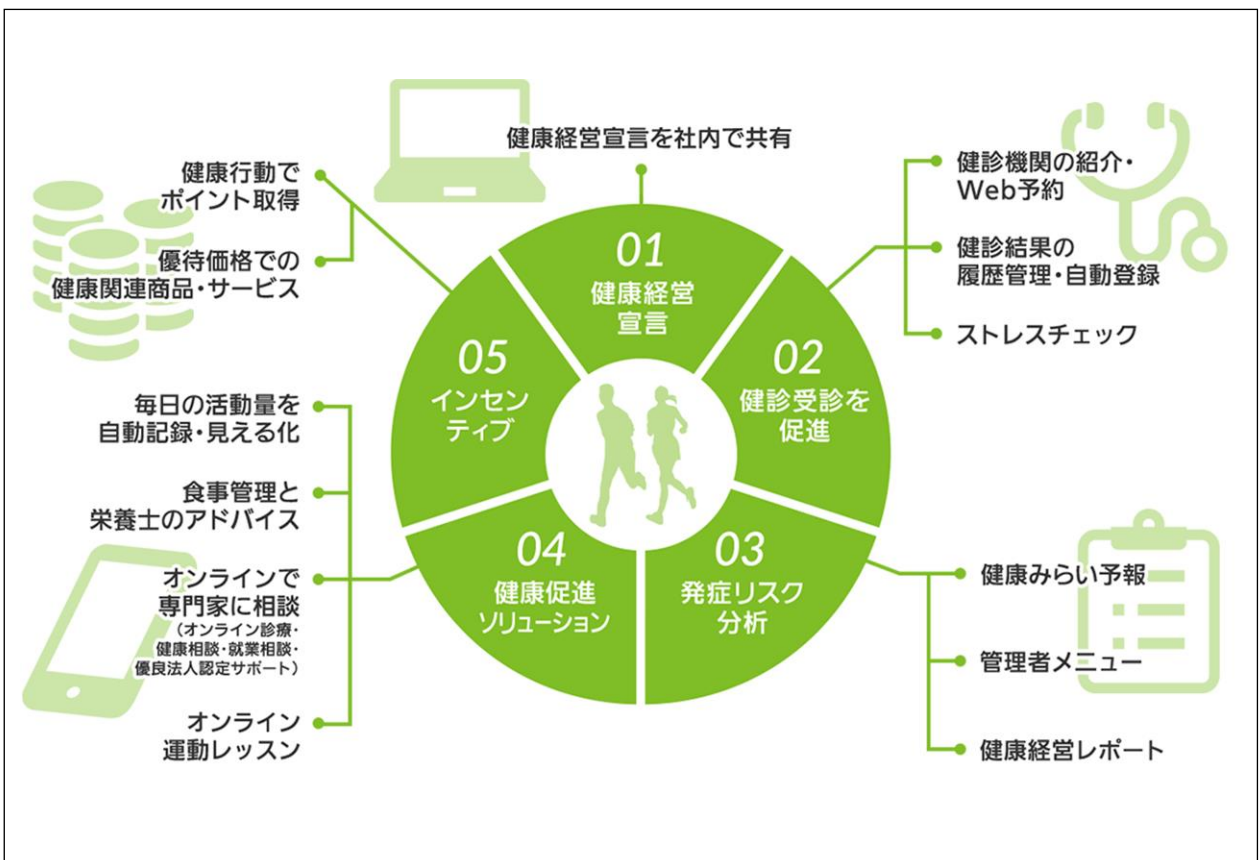 健康経営宣言を社内で共有
01
健康経営
宣言
健診機関の紹介・
Web予約
健診結果の
履歴管理・自動登録
ストレスチェック
02
健診受診を
促進
健康みらい予報
管理者メニュー
健康経営レポート
03
発症リスク
分析
毎日の活動量を
自動記録・見える化
食事管理と
栄養士のアドバイス
オンラインで
専門家に相談
(オンライン診療・
健康相談・就業相談・
優良法人認定サポート)
オンライン
運動レッスン
04
健康促進
ソリューション
健康行動で
ポイント取得
優待価格での
健康関連商品・サービス
05
インセン
ティブ